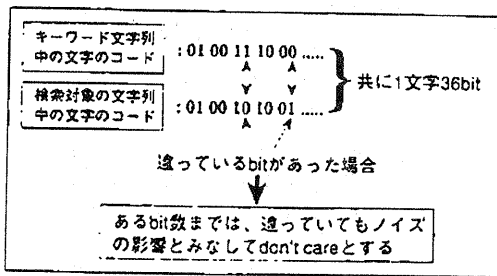 キーワード文字列
中の文字のコード
:01 00 11 10 00 .....
検索対象の文字列
中の文字のコード
:01 00 10 10 01 .....
共に1文字36bit
違っているbitがあった場合
あるbit数までは、違っていてもノイズ
の影響とみなしてdon't careとする